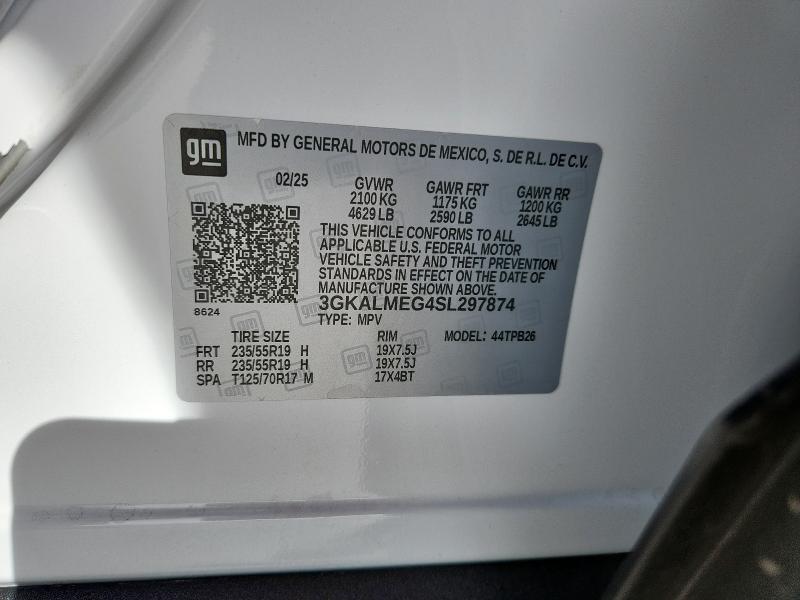 gm
MFD BY GENERAL MOTORS DE MEXICO, S. DE R.L. DE C.V.
02/25 GVWR GAWR FRT GAWR RR
2100 KG 1175 KG 1200 KG
4629 LB 2590 LB 2645 LB
THIS VEHICLE CONFORMS TO ALL
APPLICABLE U.S. FEDERAL MOTOR
VEHICLE SAFETY AND THEFT PREVENTION
STANDARDS IN EFFECT ON THE DATE OF
MANUFACTURE SHOWN ABOVE.
8624
3GKALMEG4SL297874
TYPE: MPV
TIRE SIZE RIM MODEL: 44TPB26
FRT 235/55R19 H 19X7.5J
RR 235/55R19 H 19X7.5J
SPA T125/70R17 M 17X4BT